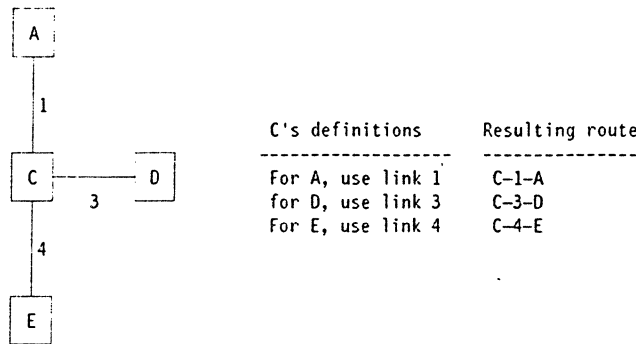 A
1
C's definitions Resulting route
C D
3
For A, use link 1 C-1-A
for D, use link 3 C-3-D
For E, use link 4 C-4-E
4
E